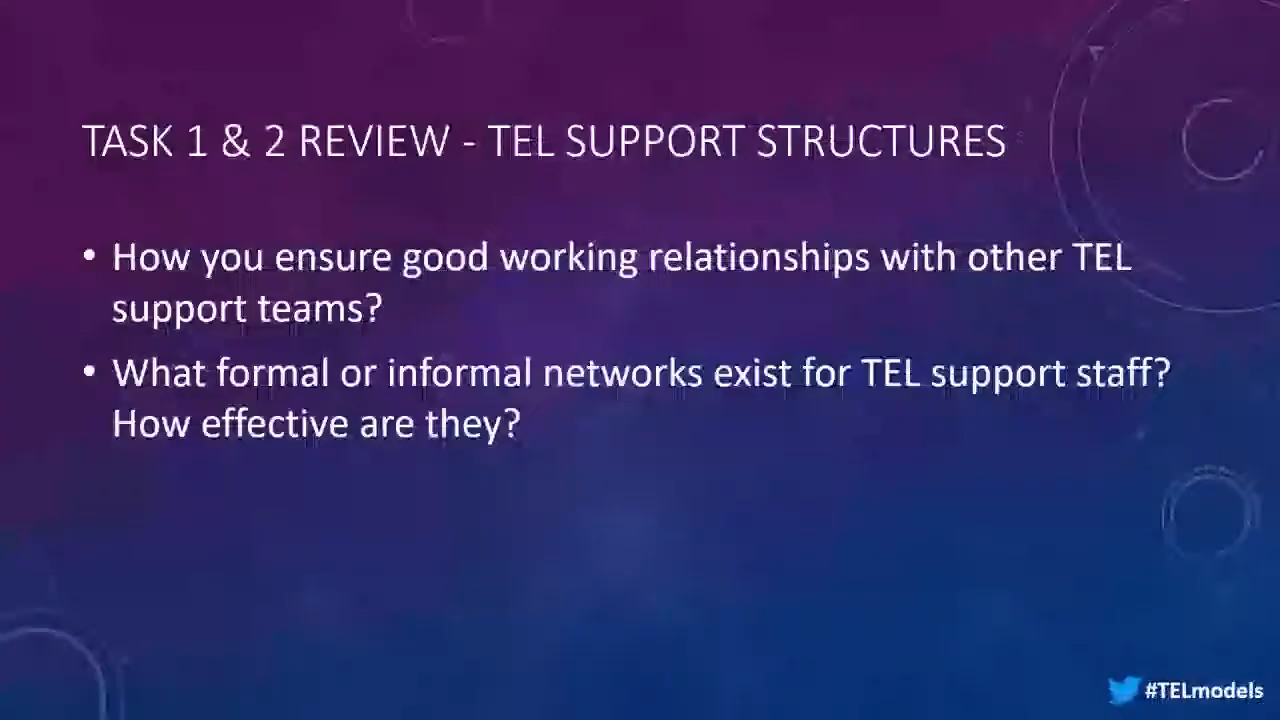 TASK 1 & 2 REVIEW - TEL SUPPORT STRUCTURES
• How you ensure good working relationships with other TEL
support teams?
• What formal or informal networks exist for TEL support staff?
How effective are they?
#TELmodels